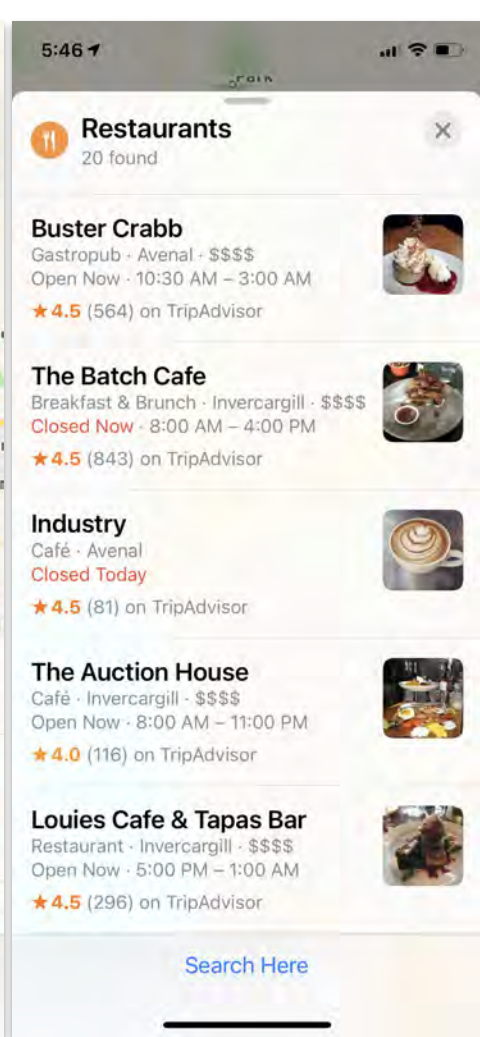 5:46
Restaurants
20 found
Buster Crabb
Gastropub · Avenal · $$$$
Open Now · 10:30 AM – 3:00 AM
★4.5 (564) on TripAdvisor
The Batch Cafe
Breakfast & Brunch · Invercargill · $$$$
Closed Now · 8:00 AM – 4:00 PM
★4.5 (843) on TripAdvisor
Industry
Café · Avenal
Closed Today
★4.5 (81) on TripAdvisor
The Auction House
Café · Invercargill · $$$$
Open Now · 8:00 AM – 11:00 PM
★4.0 (116) on TripAdvisor
Louies Cafe & Tapas Bar
Restaurant · Invercargill · $$$$
Open Now · 5:00 PM – 1:00 AM
★4.5 (296) on TripAdvisor
Search Here